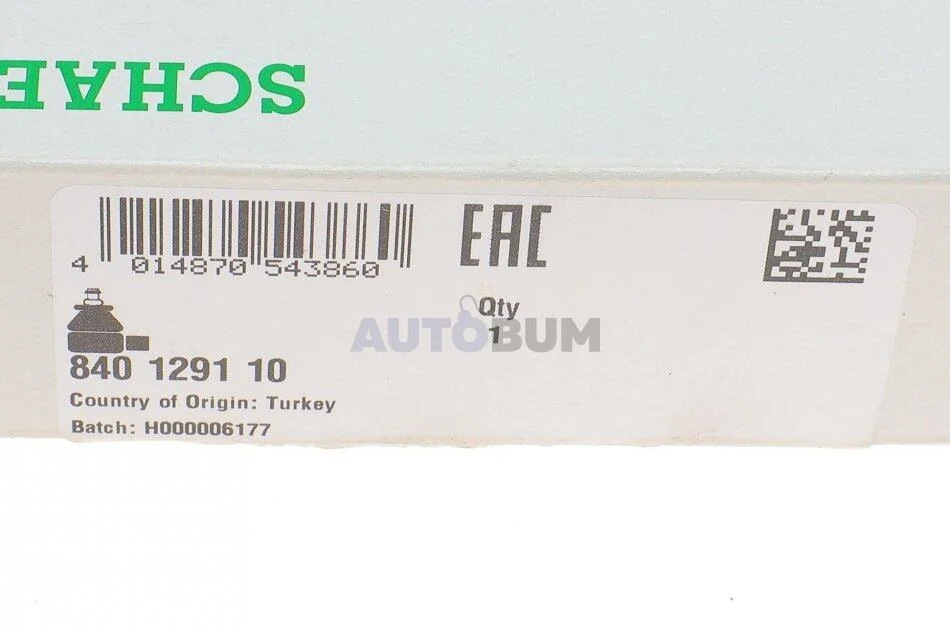 SCHAE
EAC
4 014870 543860
Qty
1
AUTOBUM
840 1291 10
Country of Origin: Turkey
Batch: H000006177